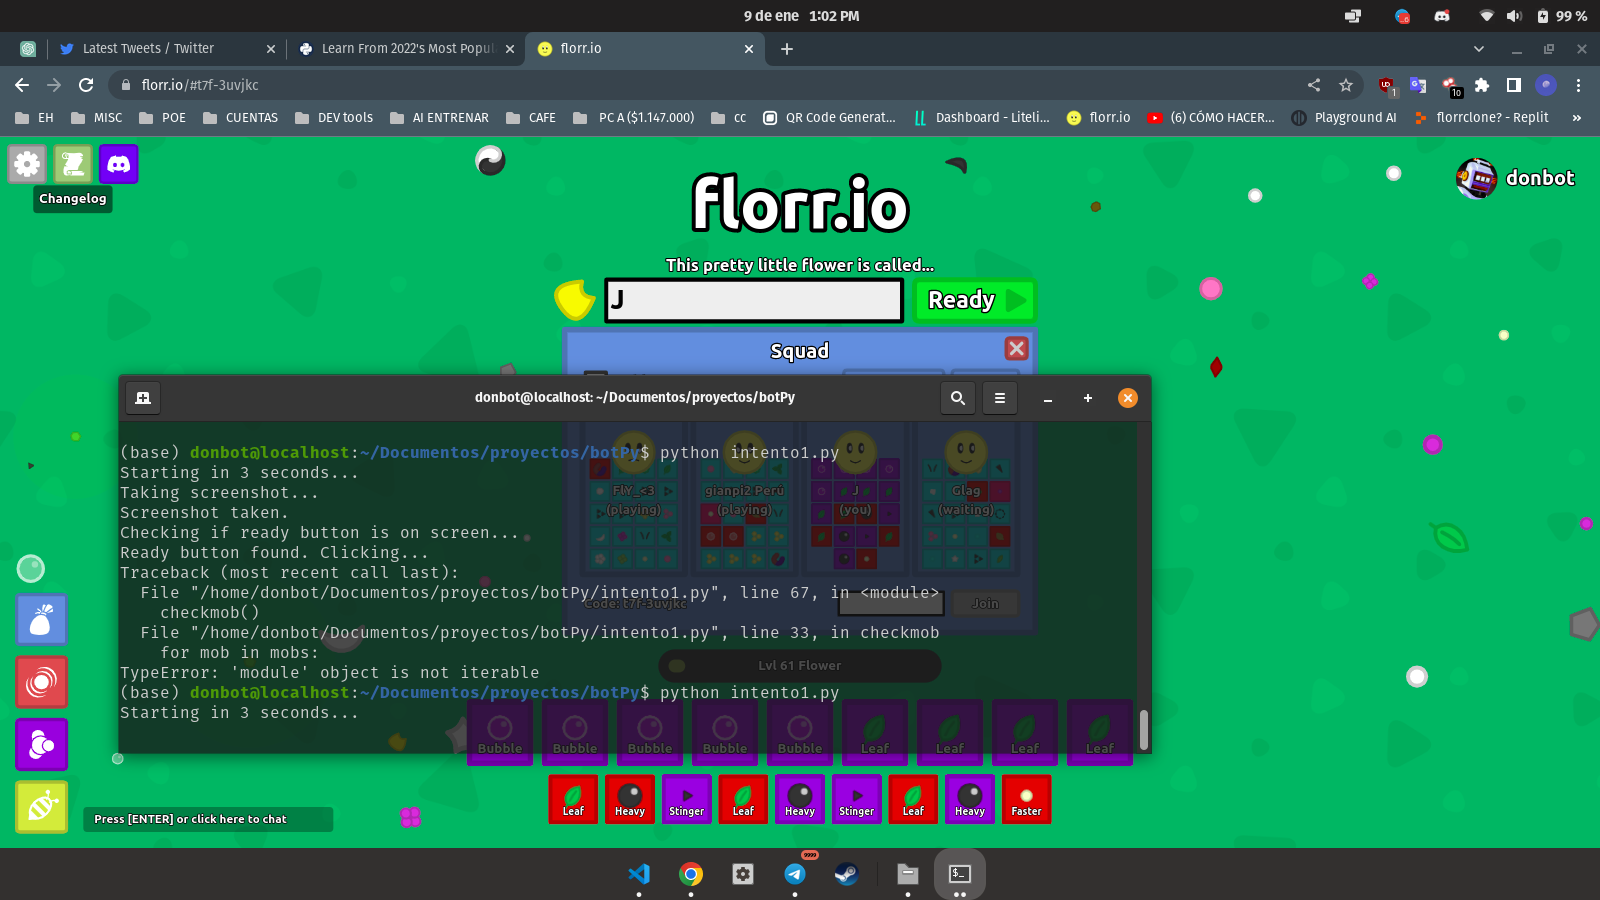 9 de ene 1:02 PM
99 %
Latest Tweets / Twitter
Learn From 2022's Most Popul
florr.io
florr.io/#t7f-3uvjkc
1
10
EH
MISC
POE
CUENTAS
DEV tools
AI ENTRENAR
CAFE
PC A ($1.147.000)
cc
QR Code Generat...
Dashboard - Liteli...
florr.io
(6) CÓMO HACER...
Playground AI
florrclone? - Replit
»
Changelog
florr.io
donbot
This pretty little flower is called...
J
Ready
Squad
donbot@localhost: ~/Documentos/proyectos/botPy
(base) donbot@localhost:~/Documentos/proyectos/botPy$ python intento1.py
Starting in 3 seconds...
Taking screenshot...
Screenshot taken.
Checking if ready button is on screen...
Ready button found. Clicking...
Traceback (most recent call last):
File "/home/donbot/Documentos/proyectos/botPy/intento1.py", line 67, in <module>
checkmob()
File "/home/donbot/Documentos/proyectos/botPy/intento1.py", line 33, in checkmob
for mob in mobs:
TypeError: 'module' object is not iterable
(base) donbot@localhost:~/Documentos/proyectos/botPy$ python intento1.py
Starting in 3 seconds...
FlY_<3
(playing)
gianpi2 Perú
(playing)
J
(you)
Glag
(waiting)
Code: t7f-3uvjkc
Join
Lvl 61 Flower
Bubble
Bubble
Bubble
Bubble
Bubble
Leaf
Leaf
Leaf
Leaf
Leaf
Heavy
Stinger
Leaf
Heavy
Stinger
Leaf
Heavy
Faster
Press [ENTER] or click here to chat
9999